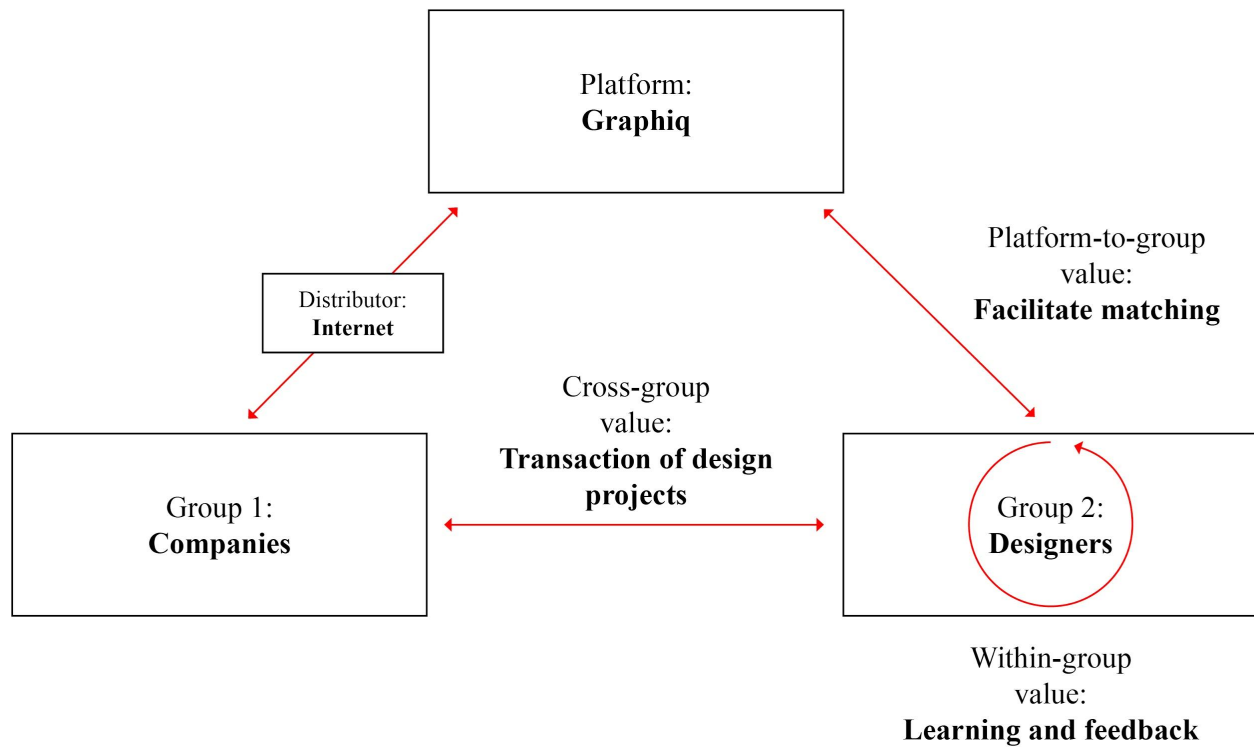 Platform:
Graphiq
Platform-to-group
value:
Facilitate matching
Distributor:
Internet
Cross-group
value:
Transaction of design
projects
Group 1:
Companies
Group 2:
Designers
Within-group
value:
Learning and feedback